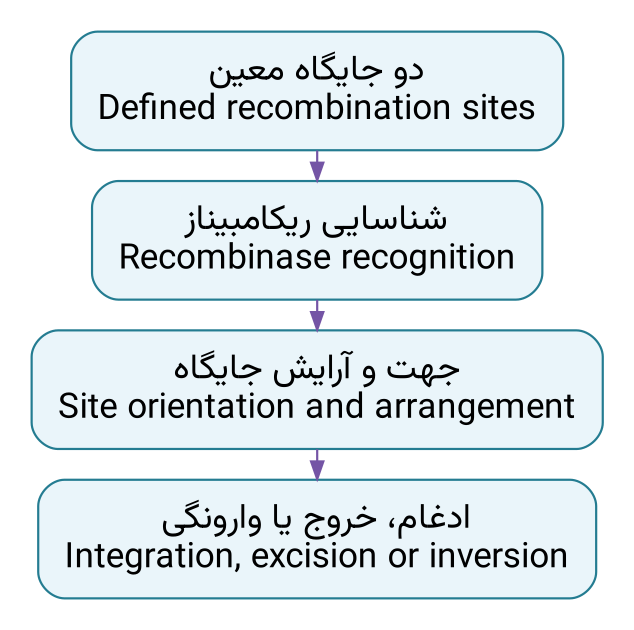 دو جایگاه معین
Defined recombination sites
شناسایی ریکامبیناز
Recombinase recognition
جهت و آرایش جایگاه
Site orientation and arrangement
ادغام، خروج یا وارونگی
Integration, excision or inversion